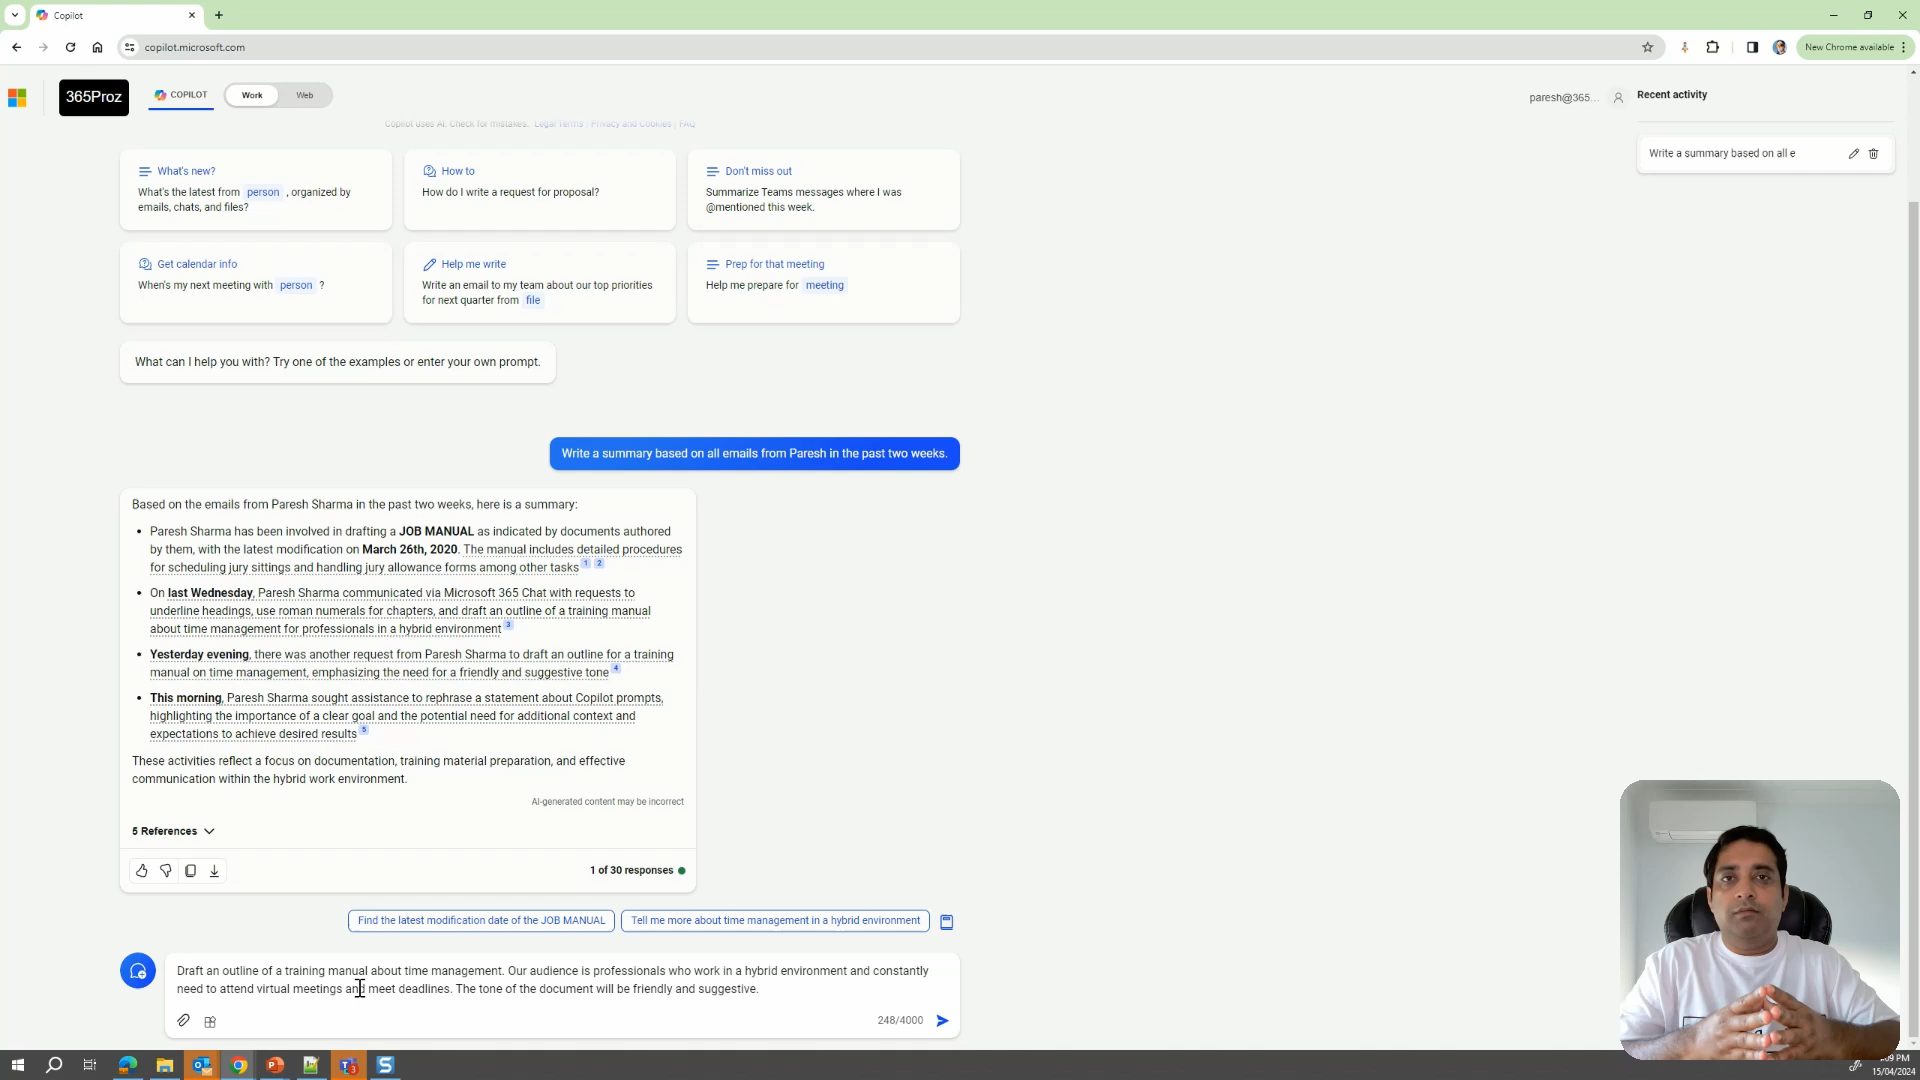 Copilot
copilot.microsoft.com
New Chrome available
365Proz
COPILOT
Work
Web
paresh@365...
Recent activity
Copilot uses AI. Check for mistakes. Legal Terms | Privacy and Cookies | FAQ
Write a summary based on all e
What's new?
What's the latest from person , organized by
emails, chats, and files?
How to
How do I write a request for proposal?
Don't miss out
Summarize Teams messages where I was
@mentioned this week.
Get calendar info
When's my next meeting with person ?
Help me write
Write an email to my team about our top priorities
for next quarter from file
Prep for that meeting
Help me prepare for meeting
What can I help you with? Try one of the examples or enter your own prompt.
Write a summary based on all emails from Paresh in the past two weeks.
Based on the emails from Paresh Sharma in the past two weeks, here is a summary:
• Paresh Sharma has been involved in drafting a JOB MANUAL as indicated by documents authored
by them, with the latest modification on March 26th, 2020. The manual includes detailed procedures
for scheduling jury sittings and handling jury allowance forms among other tasks 1 2
• On last Wednesday, Paresh Sharma communicated via Microsoft 365 Chat with requests to
underline headings, use roman numerals for chapters, and draft an outline of a training manual
about time management for professionals in a hybrid environment 3
• Yesterday evening, there was another request from Paresh Sharma to draft an outline for a training
manual on time management, emphasizing the need for a friendly and suggestive tone 4
• This morning, Paresh Sharma sought assistance to rephrase a statement about Copilot prompts,
highlighting the importance of a clear goal and the potential need for additional context and
expectations to achieve desired results 5
These activities reflect a focus on documentation, training material preparation, and effective
communication within the hybrid work environment.
AI-generated content may be incorrect
5 References
1 of 30 responses
Find the latest modification date of the JOB MANUAL
Tell me more about time management in a hybrid environment
Draft an outline of a training manual about time management. Our audience is professionals who work in a hybrid environment and constantly
need to attend virtual meetings and meet deadlines. The tone of the document will be friendly and suggestive.
248/4000
:09 PM
15/04/2024